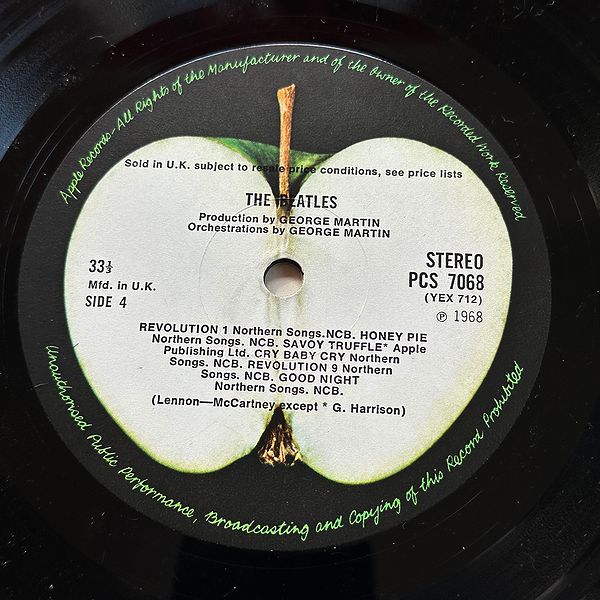 Apple Records-All Rights of the Manufacturer and of the Owner of the Recorded Work Reserved
Sold in U.K. subject to resale price conditions, see price lists
THE BEATLES
Production by GEORGE MARTIN
Orchestrations by GEORGE MARTIN
33⅓
Mfd. in U.K.
SIDE 4
STEREO
PCS 7068
(YEX 712)
℗ 1968
REVOLUTION 1 Northern Songs.NCB. HONEY PIE
Northern Songs. NCB. SAVOY TRUFFLE* Apple
Publishing Ltd. CRY BABY CRY Northern
Songs. NCB. REVOLUTION 9 Northern
Songs. NCB. GOOD NIGHT
Northern Songs. NCB.
(Lennon—McCartney except * G. Harrison)
Unauthorised Public Performance, Broadcasting and Copying of this Record Prohibited